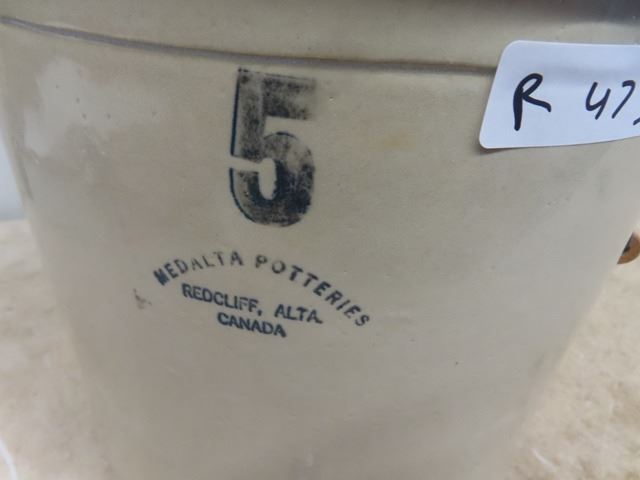 R 47
5
MEDALTA POTTERIES
REDCLIFF, ALTA.
CANADA